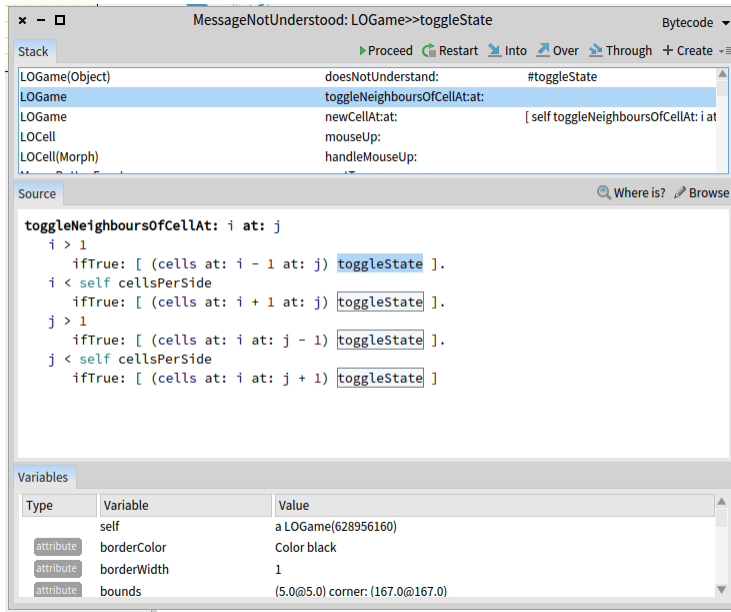 MessageNotUnderstood: LOGame>>toggleState
Bytecode
Stack
Proceed Restart Into Over Through Create
LOGame(Object) doesNotUnderstand: #toggleState
LOGame toggleNeighboursOfCellAt:at:
LOGame newCellAt:at: [ self toggleNeighboursOfCellAt: i at
LOCell mouseUp:
LOCell(Morph) handleMouseUp:
Source
Where is? Browse
toggleNeighboursOfCellAt: i at: j
i > 1
ifTrue: [ (cells at: i - 1 at: j) toggleState ].
i < self cellsPerSide
ifTrue: [ (cells at: i + 1 at: j) toggleState ].
j > 1
ifTrue: [ (cells at: i at: j - 1) toggleState ].
j < self cellsPerSide
ifTrue: [ (cells at: i at: j + 1) toggleState ]
Variables
Type Variable Value
self a LOGame(628956160)
attribute borderColor Color black
attribute borderWidth 1
attribute bounds (5.0@5.0) corner: (167.0@167.0)